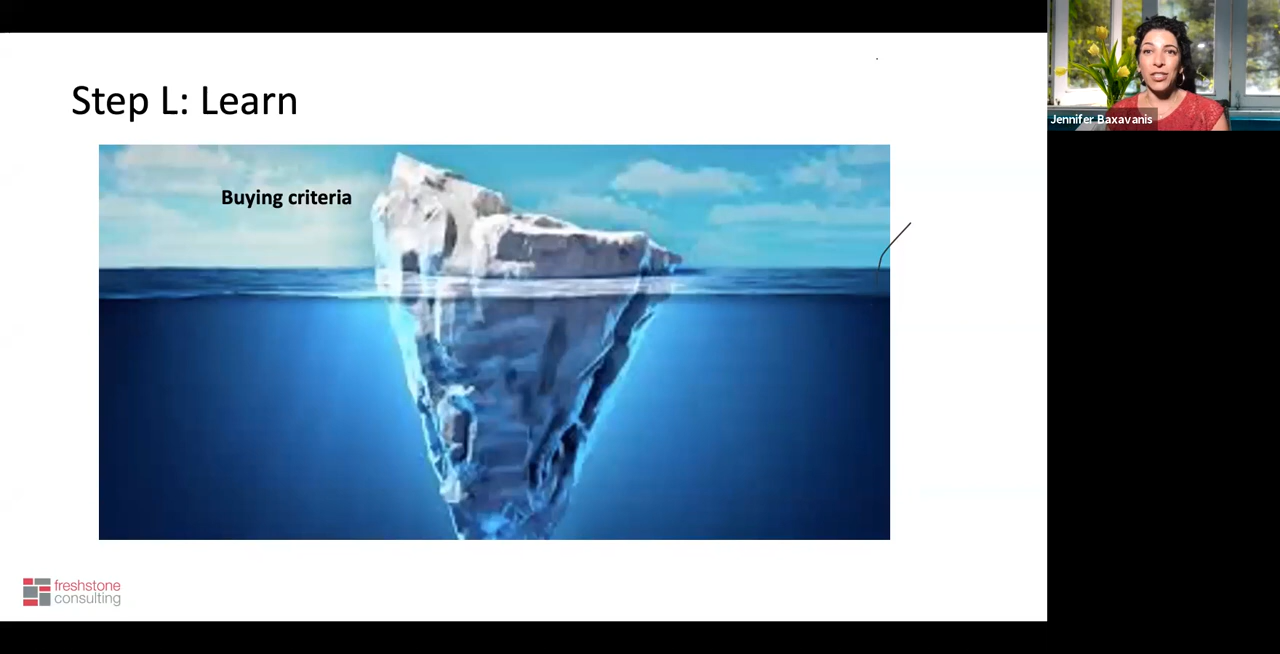 Step L: Learn
Buying criteria
Jennifer Baxavanis
freshstone
consulting